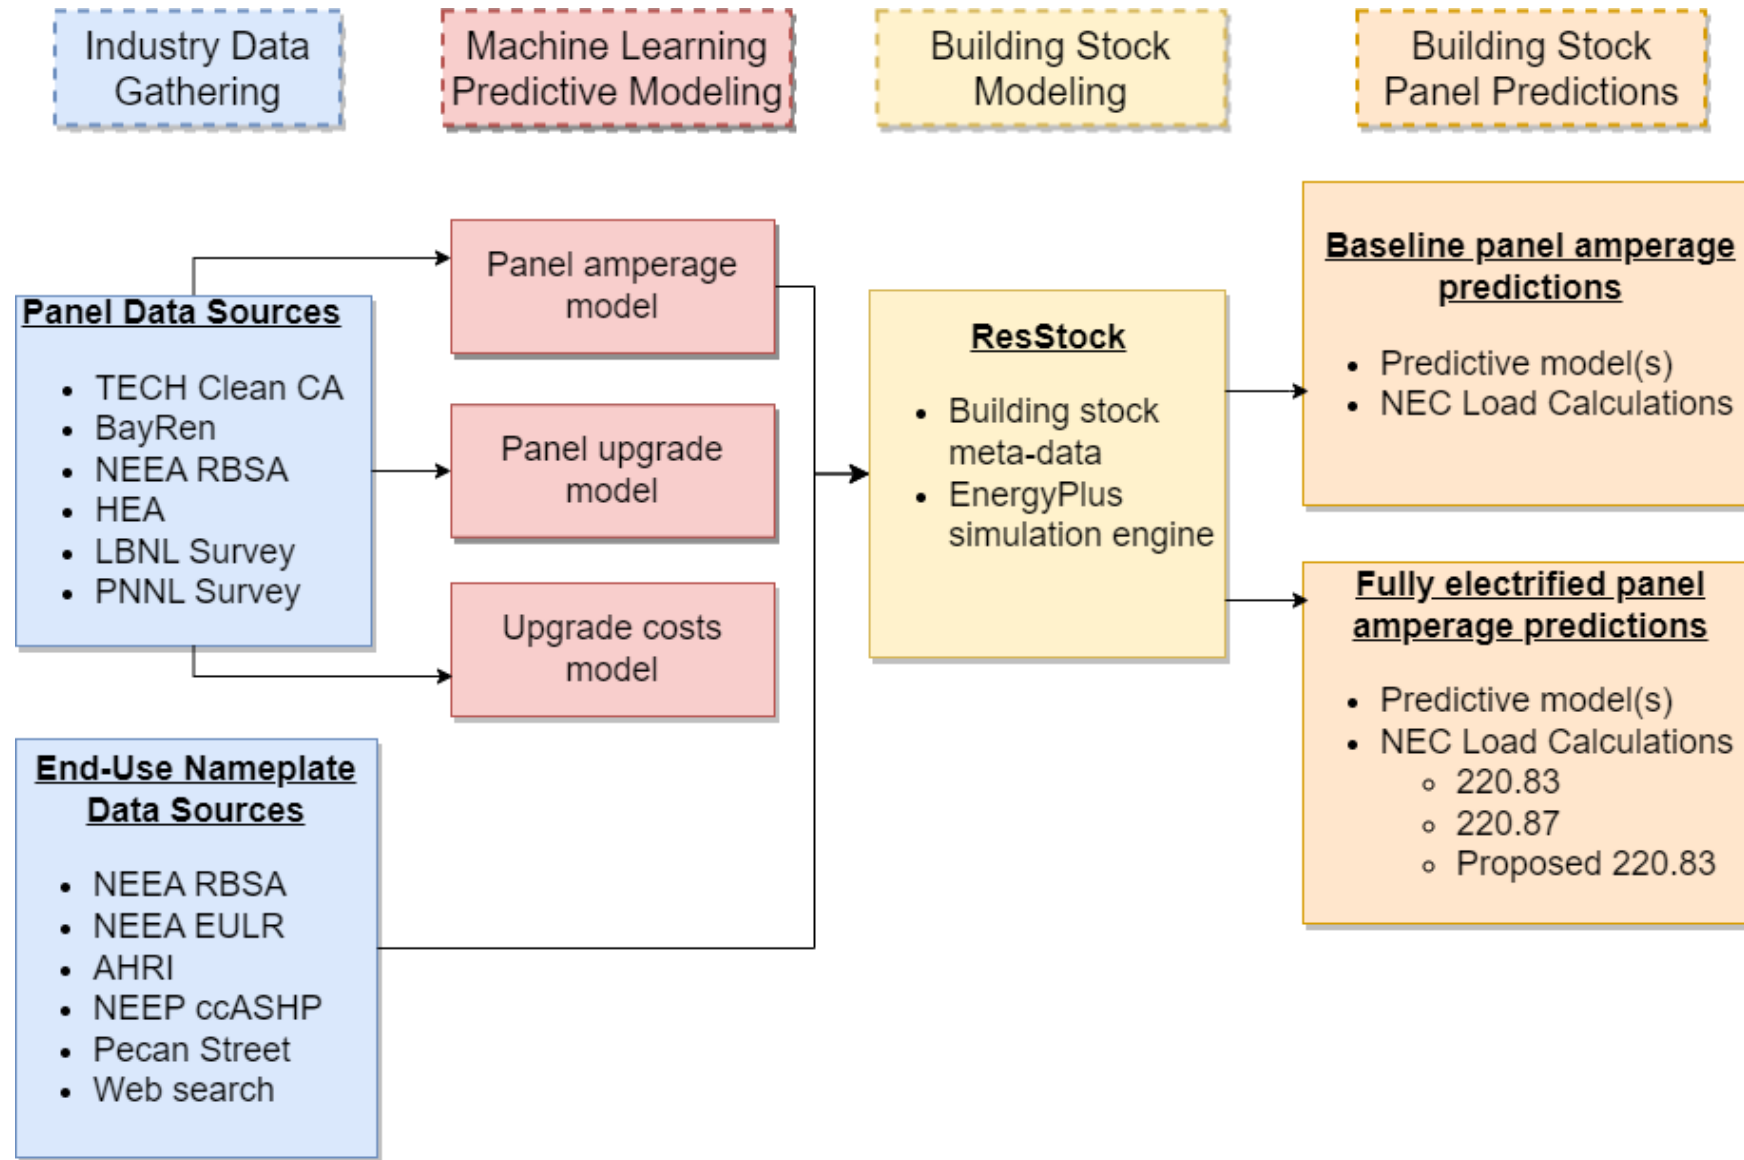 Industry Data
Gathering
Machine Learning
Predictive Modeling
Building Stock
Modeling
Building Stock
Panel Predictions
Panel Data Sources
• TECH Clean CA
• BayRen
• NEEA RBSA
• HEA
• LBNL Survey
• PNNL Survey
End-Use Nameplate
Data Sources
• NEEA RBSA
• NEEA EULR
• AHRI
• NEEP ccASHP
• Pecan Street
• Web search
Panel amperage
model
Panel upgrade
model
Upgrade costs
model
ResStock
• Building stock
meta-data
• EnergyPlus
simulation engine
Baseline panel amperage
predictions
• Predictive model(s)
• NEC Load Calculations
Fully electrified panel
amperage predictions
• Predictive model(s)
• NEC Load Calculations
○ 220.83
○ 220.87
○ Proposed 220.83